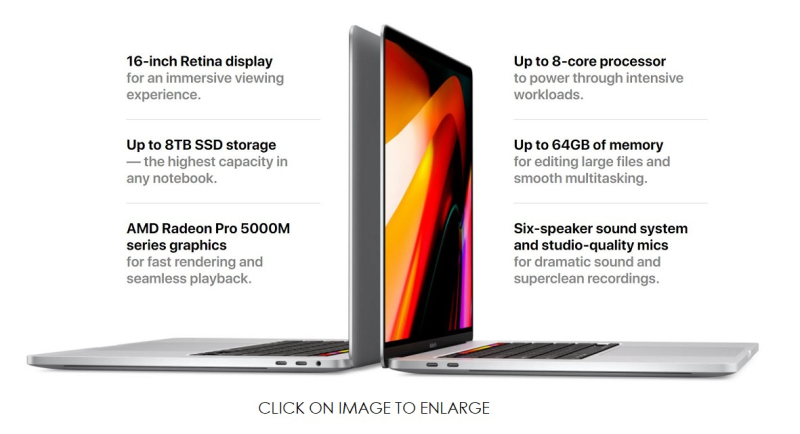 16-inch Retina display
for an immersive viewing
experience.
Up to 8TB SSD storage
— the highest capacity in
any notebook.
AMD Radeon Pro 5000M
series graphics
for fast rendering and
seamless playback.
Up to 8-core processor
to power through intensive
workloads.
Up to 64GB of memory
for editing large files and
smooth multitasking.
Six-speaker sound system
and studio-quality mics
for dramatic sound and
superclean recordings.
CLICK ON IMAGE TO ENLARGE